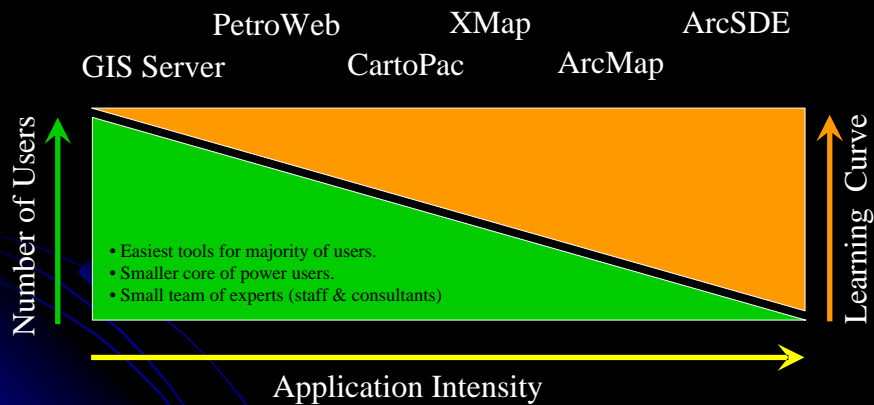 PetroWeb XMap ArcSDE
GIS Server CartoPac ArcMap
Number of Users
• Easiest tools for majority of users.
• Smaller core of power users.
• Small team of experts (staff & consultants)
Learning Curve
Application Intensity